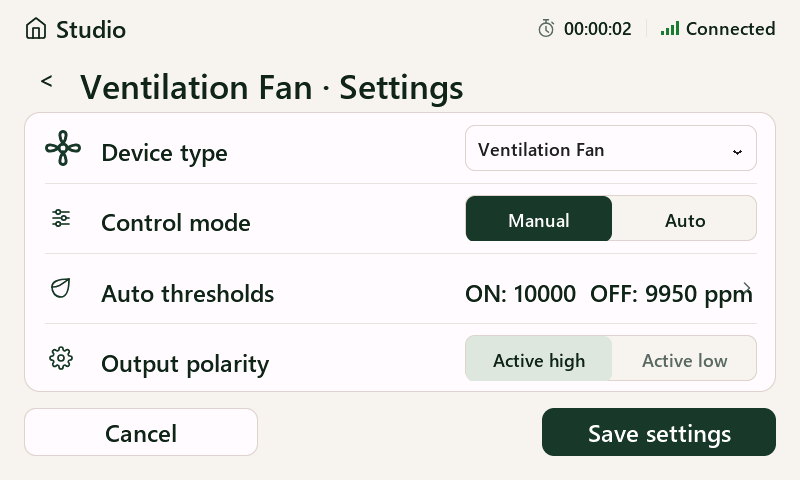 Studio
00:00:02
Connected
< Ventilation Fan · Settings
Device type
Ventilation Fan
Control mode
Manual
Auto
Auto thresholds
ON: 10000 OFF: 9950 ppm
Output polarity
Active high
Active low
Cancel
Save settings